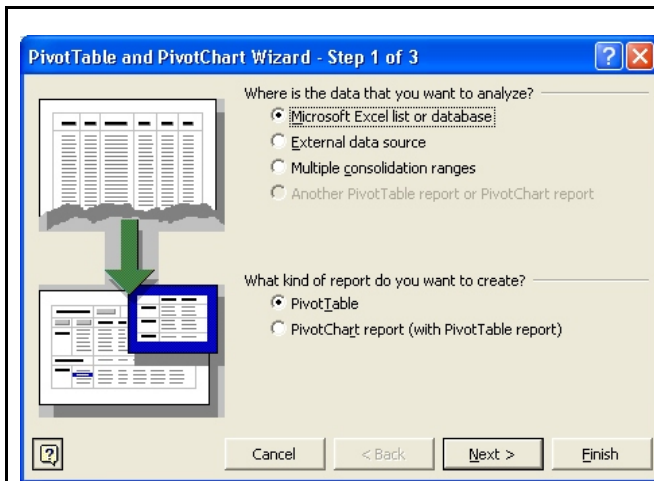 PivotTable and PivotChart Wizard - Step 1 of 3
Where is the data that you want to analyze?
Microsoft Excel list or database
External data source
Multiple consolidation ranges
Another PivotTable report or PivotChart report
What kind of report do you want to create?
PivotTable
PivotChart report (with PivotTable report)
Cancel < Back Next > Finish